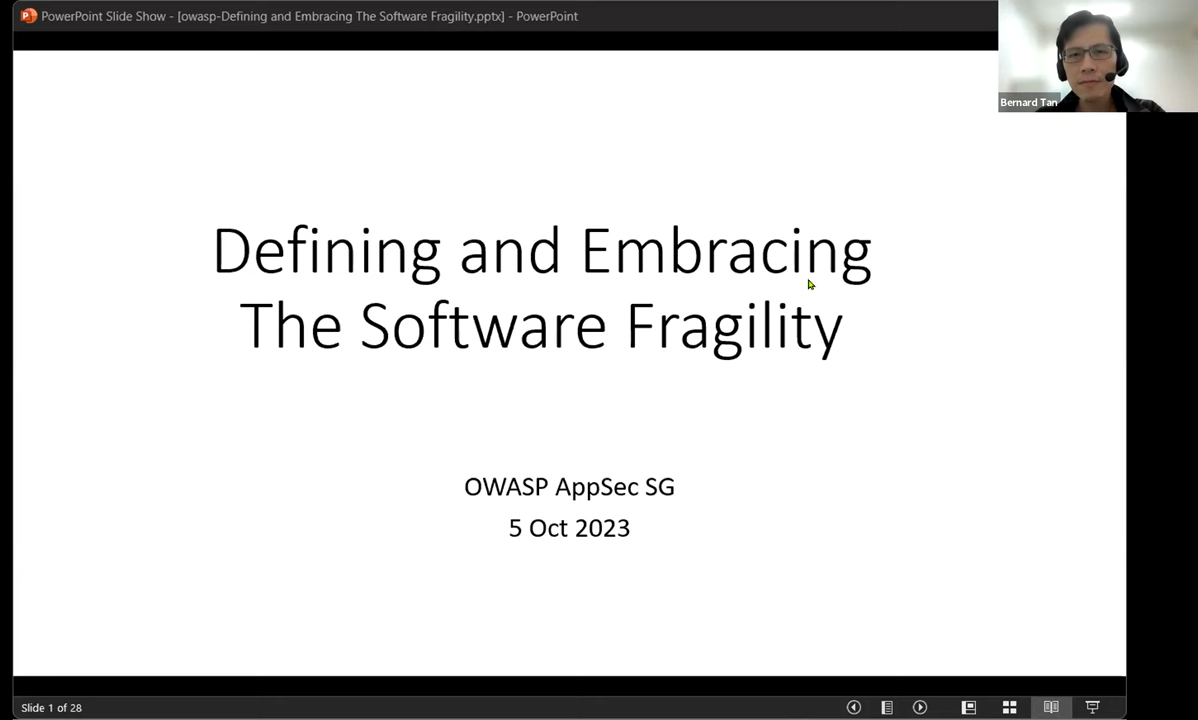 PowerPoint Slide Show - [owasp-Defining and Embracing The Software Fragility.pptx] - PowerPoint
Bernard Tan
Defining and Embracing
The Software Fragility
OWASP AppSec SG
5 Oct 2023
Slide 1 of 28